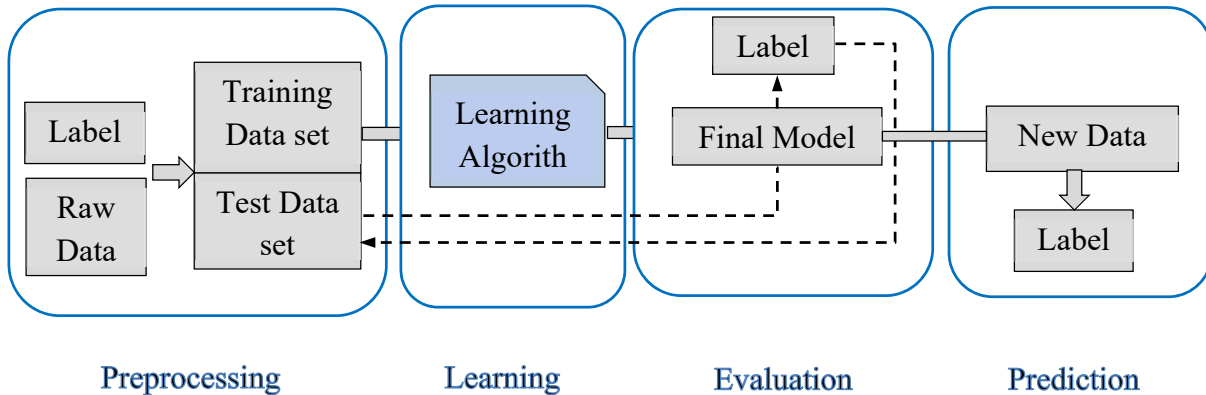 Label
Raw
Data
Training
Data set
Test Data
set
Learning
Algorith
Label
Final Model
New Data
Label
Preprocessing
Learning
Evaluation
Prediction